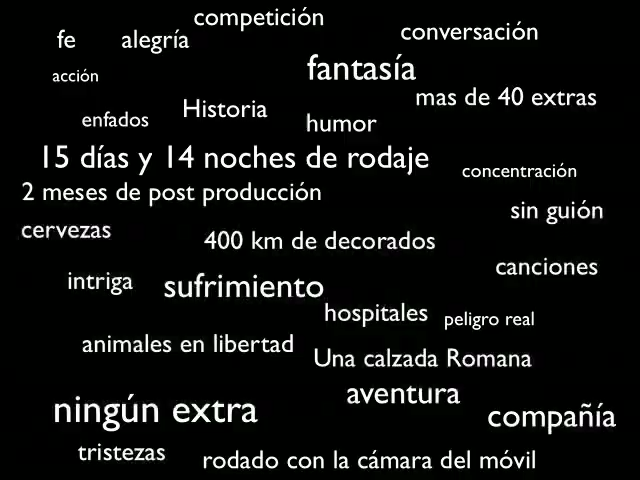 competición
fe
alegría
conversación
acción
fantasía
mas de 40 extras
enfados
Historia
humor
15 días y 14 noches de rodaje
concentración
2 meses de post producción
sin guión
cervezas
400 km de decorados
canciones
intriga
sufrimiento
hospitales
peligro real
animales en libertad
Una calzada Romana
aventura
ningún extra
compañía
tristezas
rodado con la cámara del móvil